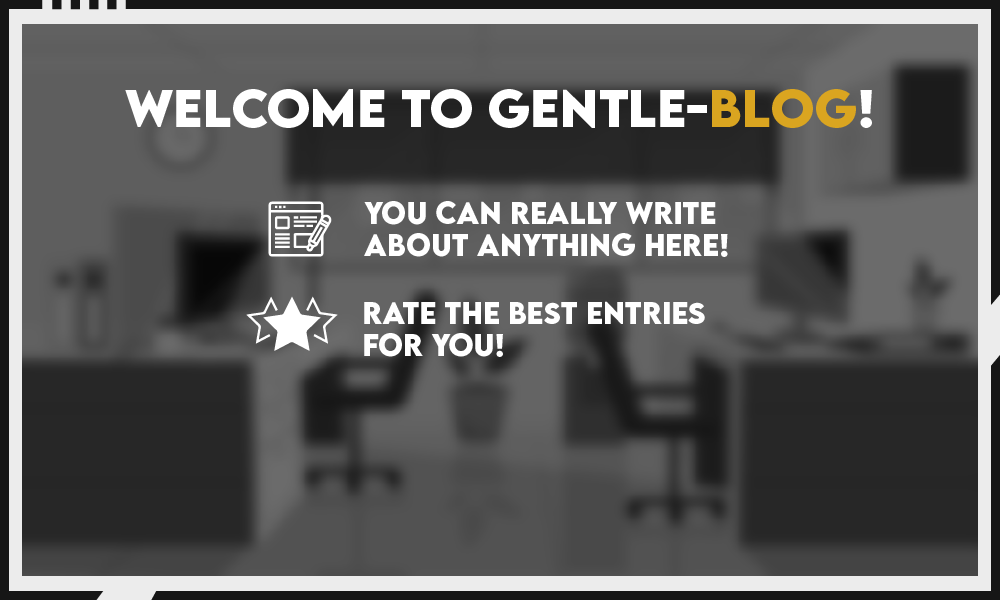 WELCOME TO GENTLE-BLOG!
YOU CAN REALLY WRITE
ABOUT ANYTHING HERE!
RATE THE BEST ENTRIES
FOR YOU!